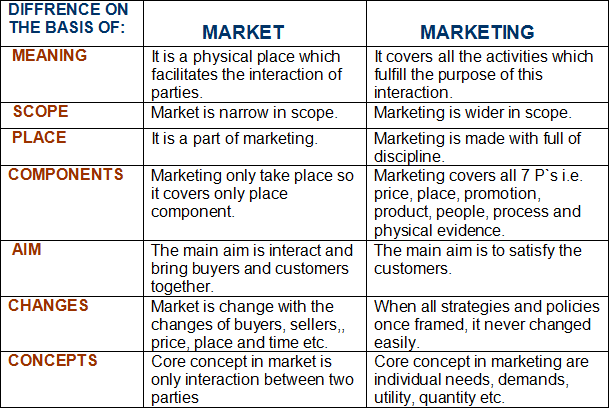 DIFFRENCE ON
THE BASIS OF:
MARKET
MARKETING
MEANING
It is a physical place which
facilitates the interaction of
parties.
It covers all the activities which
fulfill the purpose of this
interaction.
SCOPE
Market is narrow in scope.
Marketing is wider in scope.
PLACE
It is a part of marketing.
Marketing is made with full of
discipline.
COMPONENTS
Marketing only take place so
it covers only place
component.
Marketing covers all 7 P`s i.e.
price, place, promotion,
product, people, process and
physical evidence.
AIM
The main aim is interact and
bring buyers and customers
together.
The main aim is to satisfy the
customers.
CHANGES
Market is change with the
changes of buyers, sellers,,
price, place and time etc.
When all strategies and policies
once framed, it never changed
easily.
CONCEPTS
Core concept in market is
only interaction between two
parties
Core concept in marketing are
individual needs, demands,
utility, quantity etc.